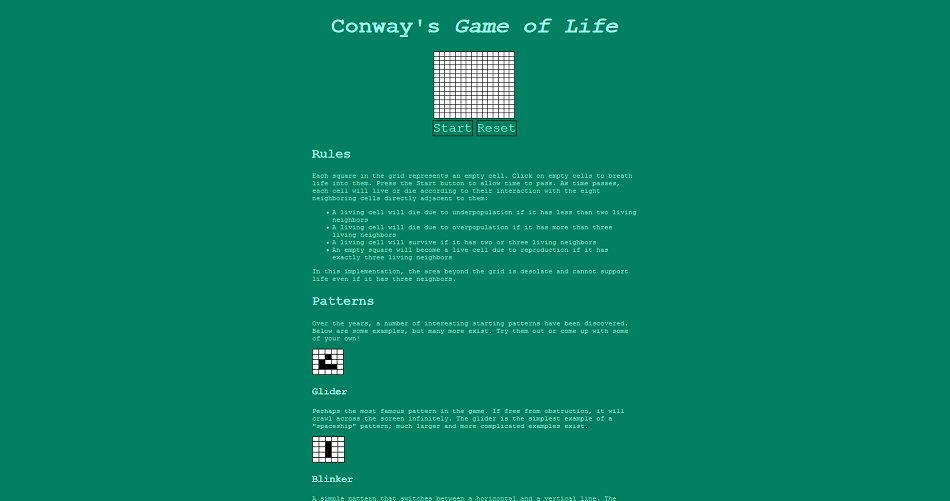 Conway's Game of Life
Start Reset
Rules
Each square in the grid represents an empty cell. Click on empty cells to breath
life into them. Press the Start button to allow time to pass. As time passes,
each cell will live or die according to their interaction with the eight
neighboring cells directly adjacent to them:
• A living cell will die due to underpopulation if it has less than two living
neighbors
• A living cell will die due to overpopulation if it has more than three
living neighbors
• A living cell will survive if it has two or three living neighbors
• An empty square will become a live cell due to reproduction if it has
exactly three living neighbors
In this implementation, the area beyond the grid is desolate and cannot support
life even if it has three neighbors.
Patterns
Over the years, a number of interesting starting patterns have been discovered.
Below are some examples, but many more exist. Try them out or come up with some
of your own!
Glider
Perhaps the most famous pattern in the game. If free from obstruction, it will
crawl across the screen infinitely. The glider is the simplest example of a
"spaceship" pattern; much larger and more complicated examples exist.
Blinker
A simple pattern that switches between a horizontal and a vertical line. The